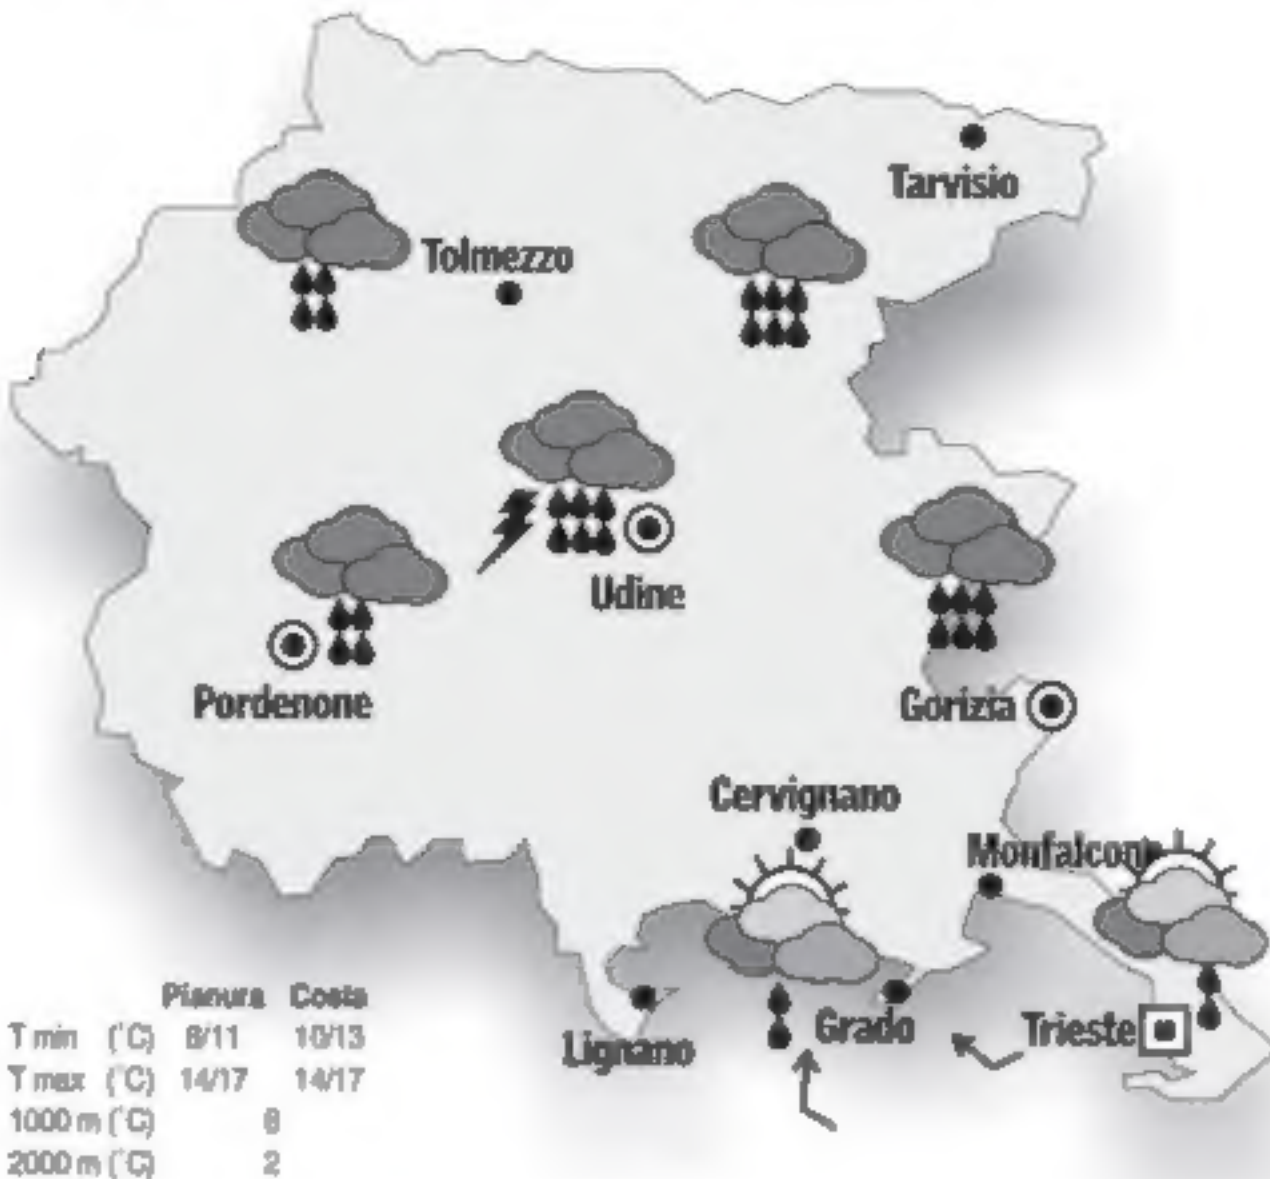 Tarvisio
Tolmezzo
Udine
Pordenone
Gorizia
Cervignano
Monfalcone
Grado
Trieste
Lignano
Pianura Costa
T min (°C) 8/11 10/13
T max (°C) 14/17 14/17
1000 m (°C)
2000 m (°C) 2